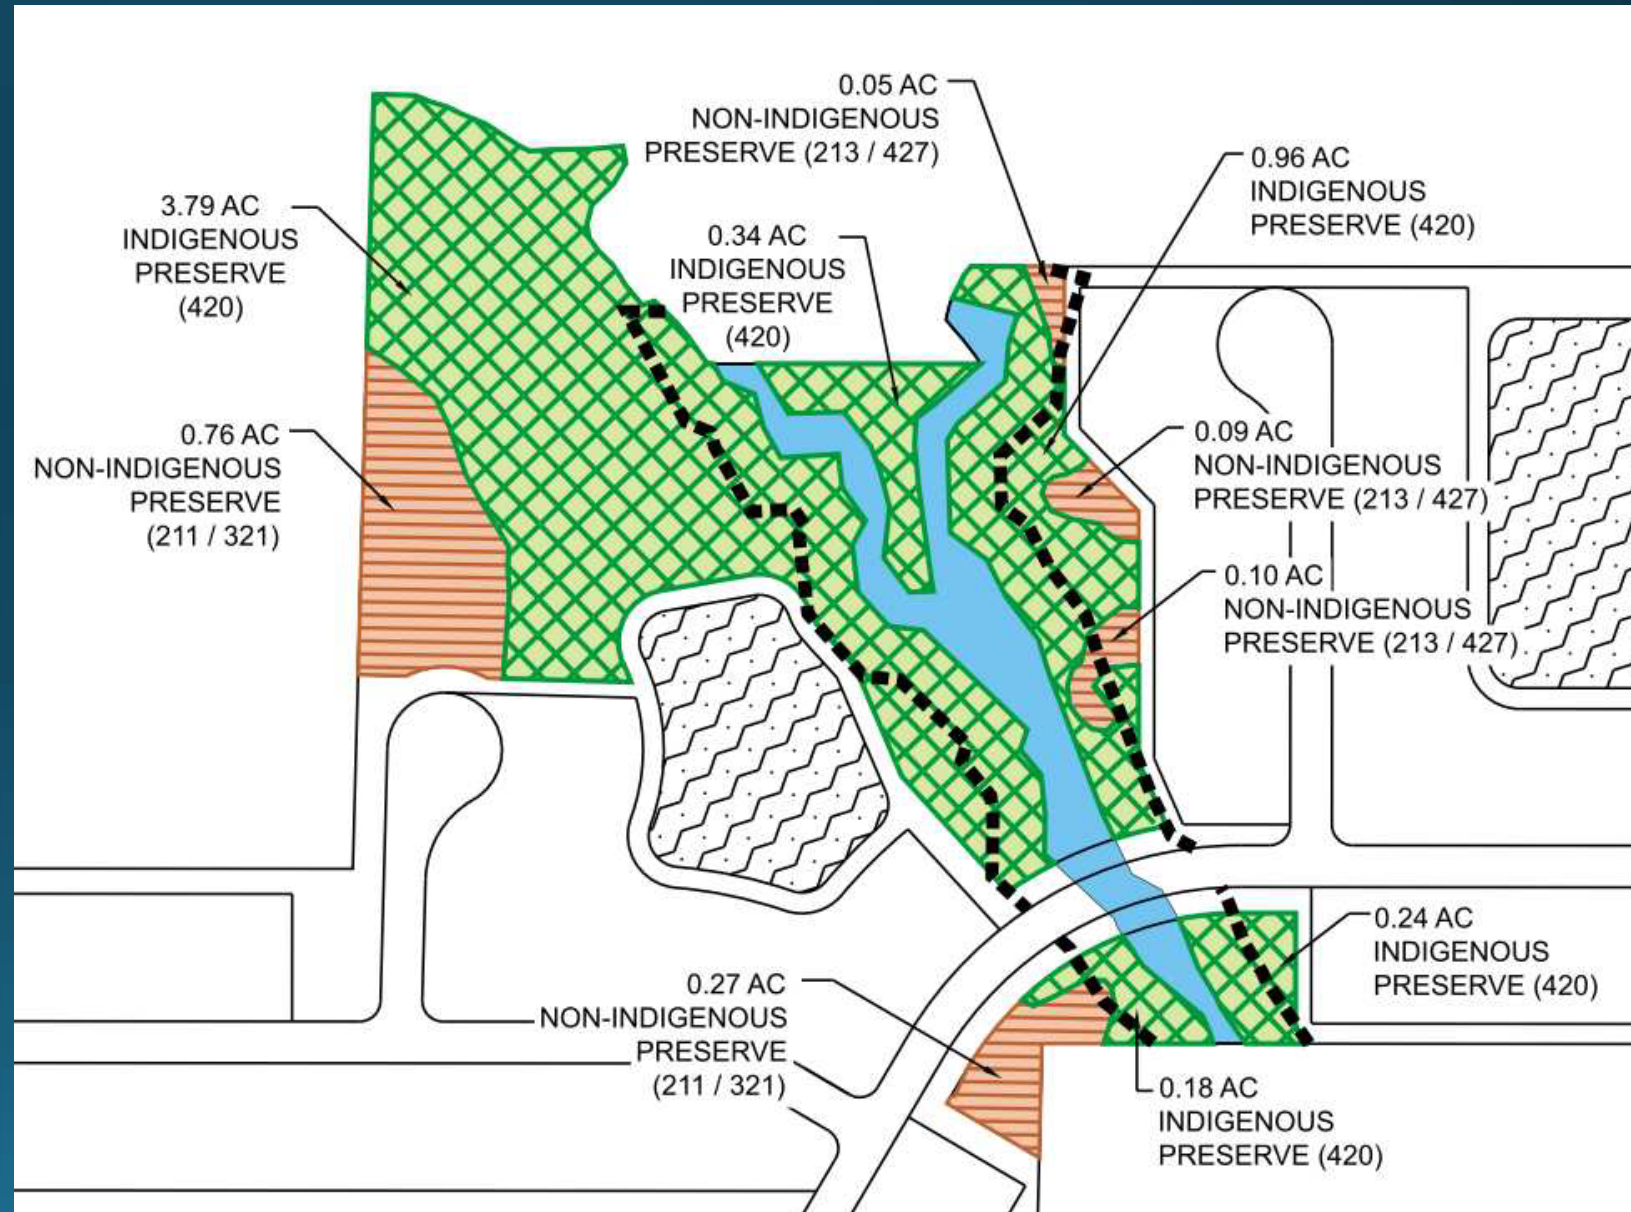 0.05 AC
NON-INDIGENOUS
PRESERVE (213 / 427)
0.96 AC
INDIGENOUS
PRESERVE (420)
3.79 AC
INDIGENOUS
PRESERVE
(420)
0.34 AC
INDIGENOUS
PRESERVE
(420)
0.76 AC
NON-INDIGENOUS
PRESERVE
(211 / 321)
0.09 AC
NON-INDIGENOUS
PRESERVE (213 / 427)
0.10 AC
NON-INDIGENOUS
PRESERVE (213 / 427)
0.24 AC
INDIGENOUS
PRESERVE (420)
0.27 AC
NON-INDIGENOUS
PRESERVE
(211 / 321)
0.18 AC
INDIGENOUS
PRESERVE (420)